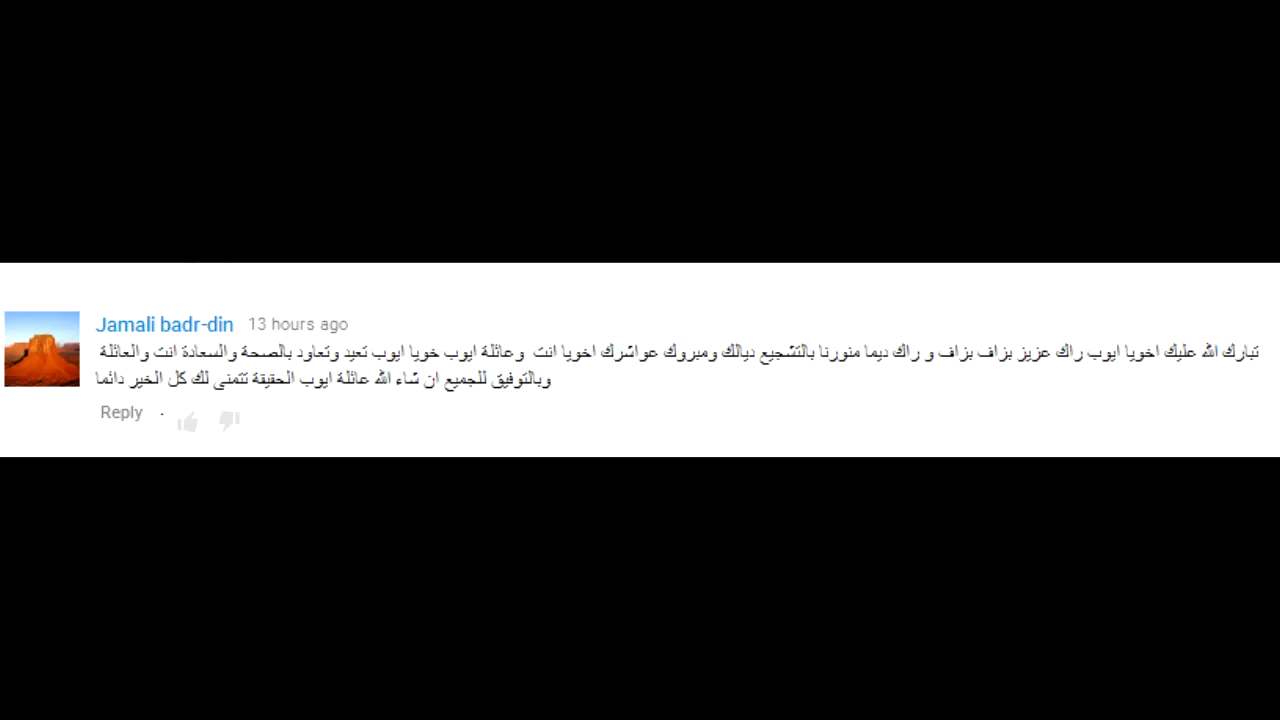 Jamali badr-din 13 hours ago
تبارك الله عليك اخويا ايوب راك عزيز بزاف بزاف و راك ديما منورنا بالتشجيع ديالك ومبروك عواشرك اخويا انت وعائلة ايوب خويا ايوب تعيد وتعاود بالصحة والسعادة انت والعائلة
وبالتوفيق للجميع ان شاء الله عائلة ايوب الحقيقة تتمنى لك كل الخير دائما
Reply ·